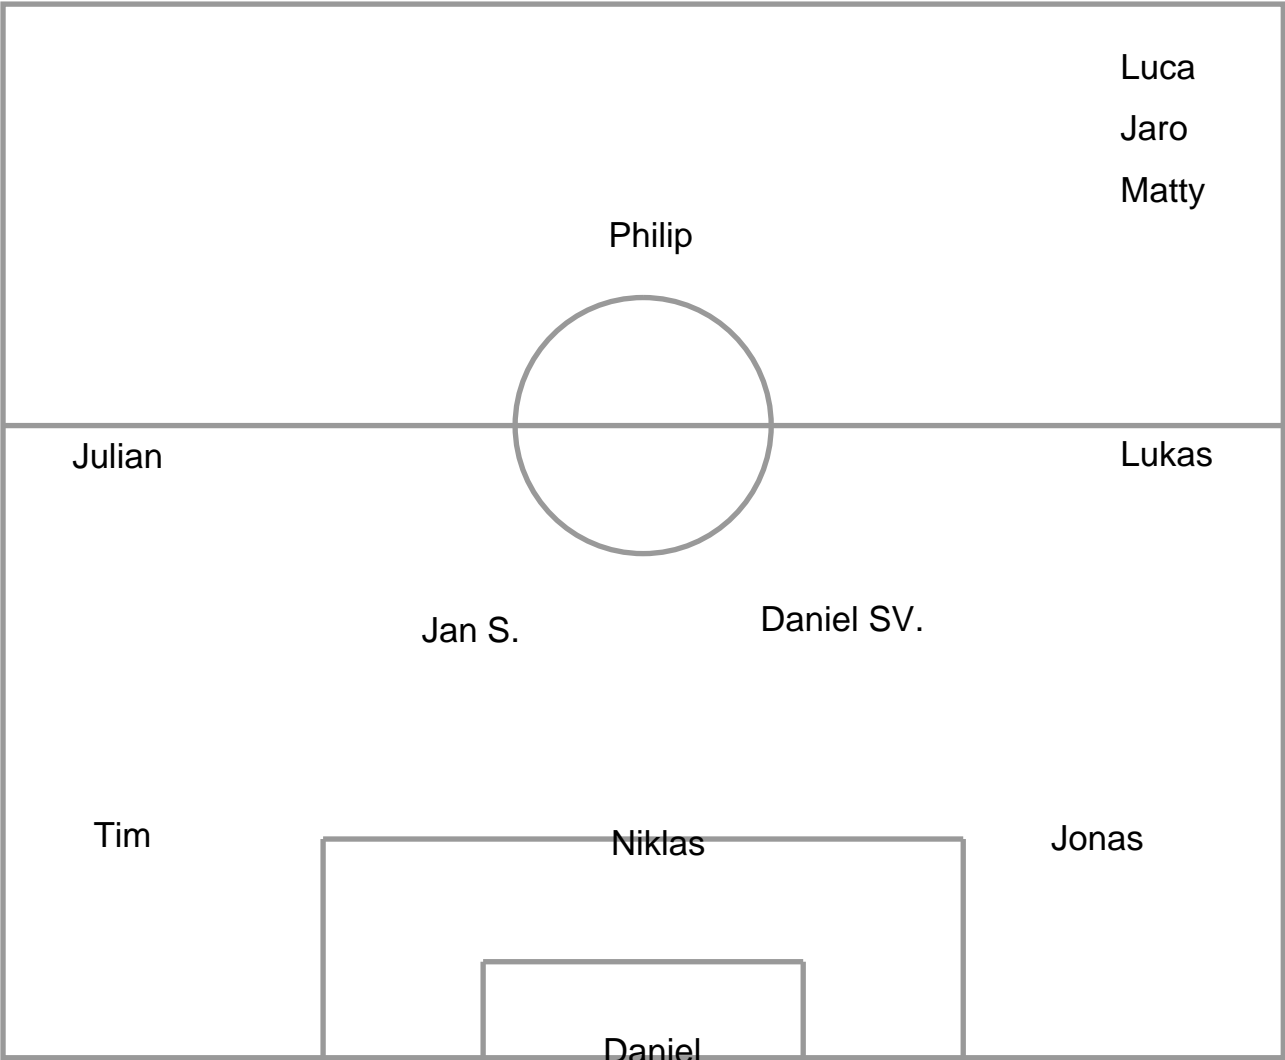 Luca
Jaro
Matty
Philip
Julian
Lukas
Jan S.
Daniel SV.
Tim
Niklas
Jonas
Daniel